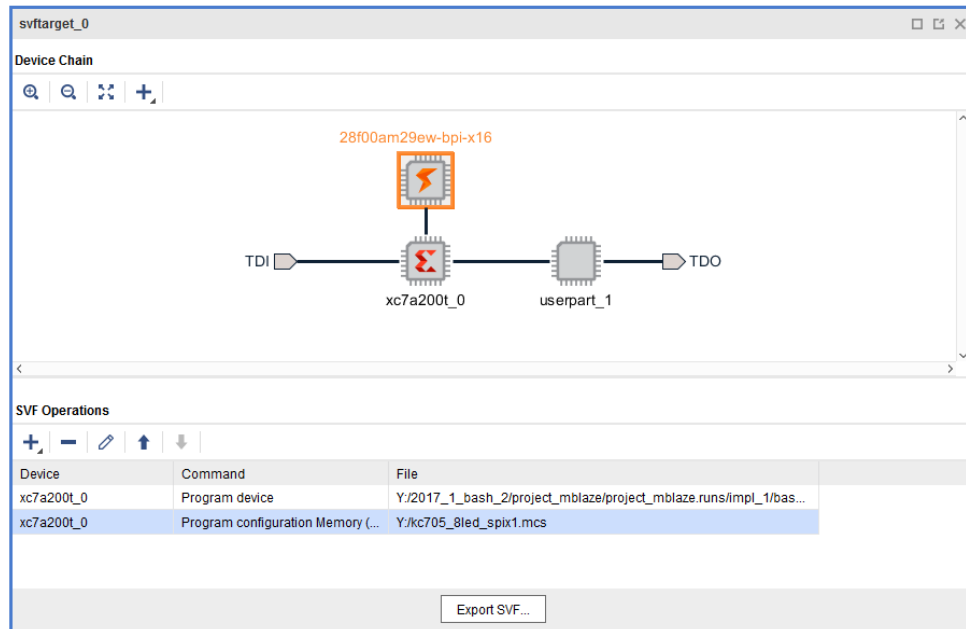 svftarget_0
Device Chain
28f00am29ew-bpi-x16
TDI
TDO
xc7a200t_0
userpart_1
SVF Operations
Device Command File
xc7a200t_0 Program device Y:/2017_1_bash_2/project_mblaze/project_mblaze.runs/impl_1/bas...
xc7a200t_0 Program configuration Memory (... Y:/kc705_8led_spix1.mcs
Export SVF...